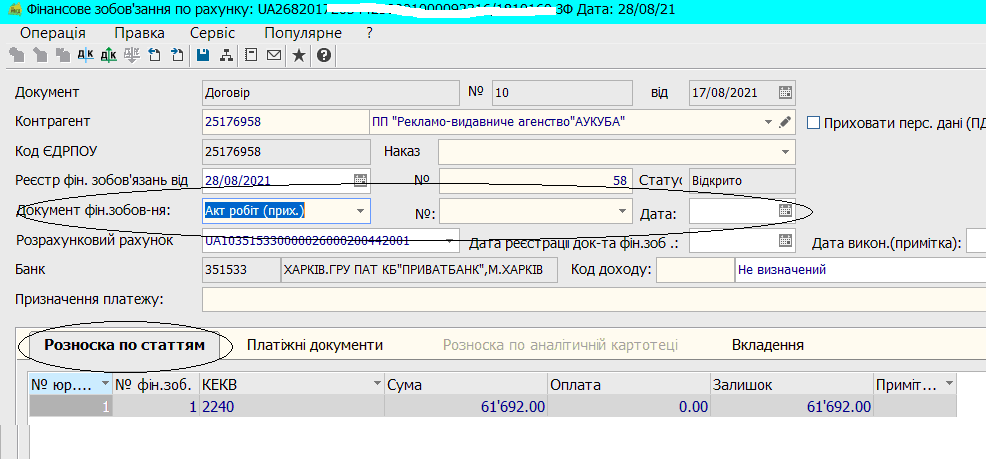 Фінансове зобов'язання по рахунку: ЗФ Дата: 28/08/21
Операція Правка Сервіс Популярне ?
Документ Договір № 10 від 17/08/2021
Контрагент 25176958 ПП "Рекламо-видавниче агенство"АУКУБА" Приховати перс. дані (ПД
Код ЄДРПОУ 25176958 Наказ
Реєстр фін. зобов'язань від 28/08/2021 № 58 Статус Відкрито
Документ фін.зобов-ня: Акт робіт (прих.) №: Дата:
Розрахунковий рахунок UA103515330000026000200442001 Дата реєстрації док-та фін.зоб .: Дата викон.(примітка):
Банк 351533 ХАРКІВ.ГРУ ПАТ КБ"ПРИВАТБАНК",М.ХАРКІВ Код доходу: Не визначений
Призначення платежу:
Розноска по статтям Платіжні документи Розноска по аналітичній картотеці Вкладення
№ юр.... № фін.зоб. КЕКВ Сума Оплата Залишок Приміт...
1 1 2240 61'692.00 0.00 61'692.00